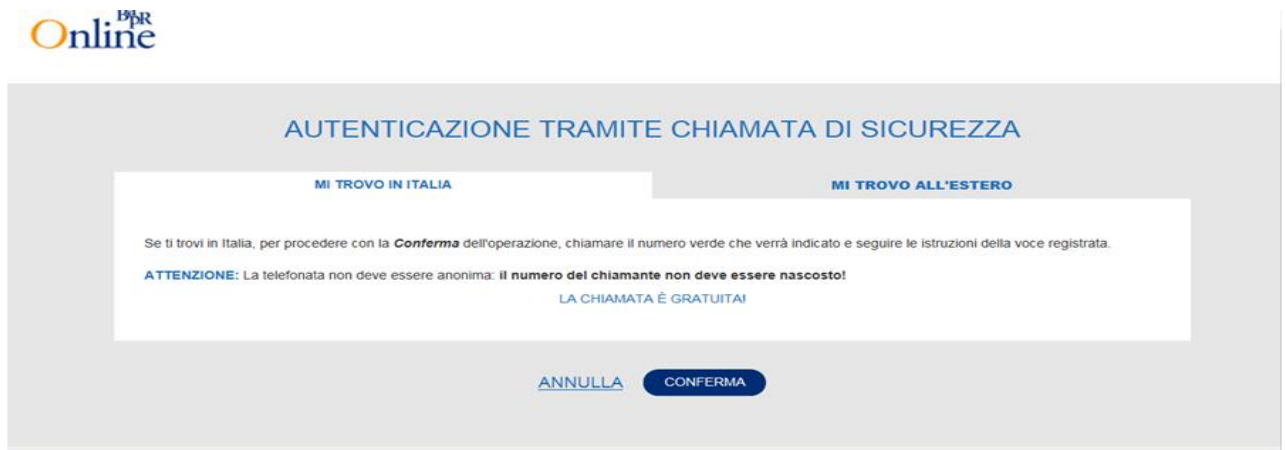 BPR
Online
AUTENTICAZIONE TRAMITE CHIAMATA DI SICUREZZA
MI TROVO IN ITALIA
MI TROVO ALL'ESTERO
Se ti trovi in Italia, per procedere con la Conferma dell'operazione, chiamare il numero verde che verrà indicato e seguire le istruzioni della voce registrata.
ATTENZIONE: La telefonata non deve essere anonima: il numero del chiamante non deve essere nascosto!
LA CHIAMATA È GRATUITA!
ANNULLA
CONFERMA